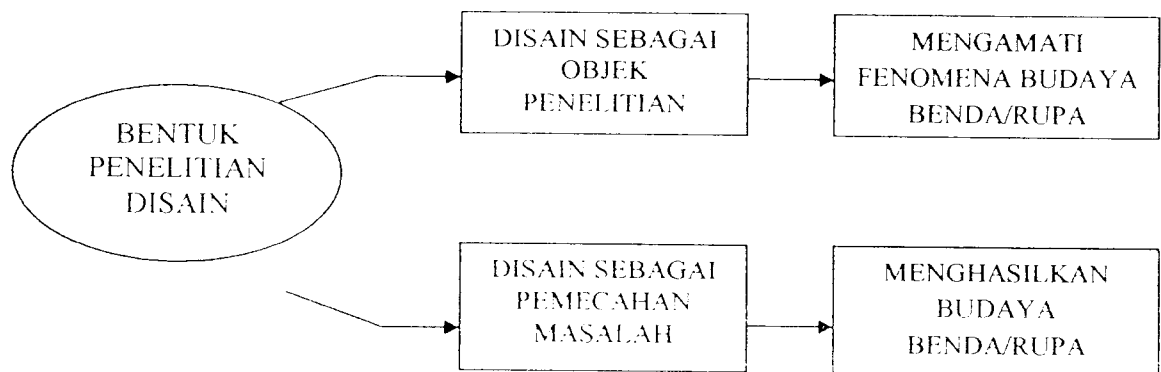 BENTUK
PENELITIAN
DISAIN
DISAIN SEBAGAI
OBJEK
PENELITIAN
MENGAMATI
FENOMENA BUDAYA
BENDA/RUPA
DISAIN SEBAGAI
PEMECAHAN
MASALAH
MENGHASILKAN
BUDAYA
BENDA/RUPA